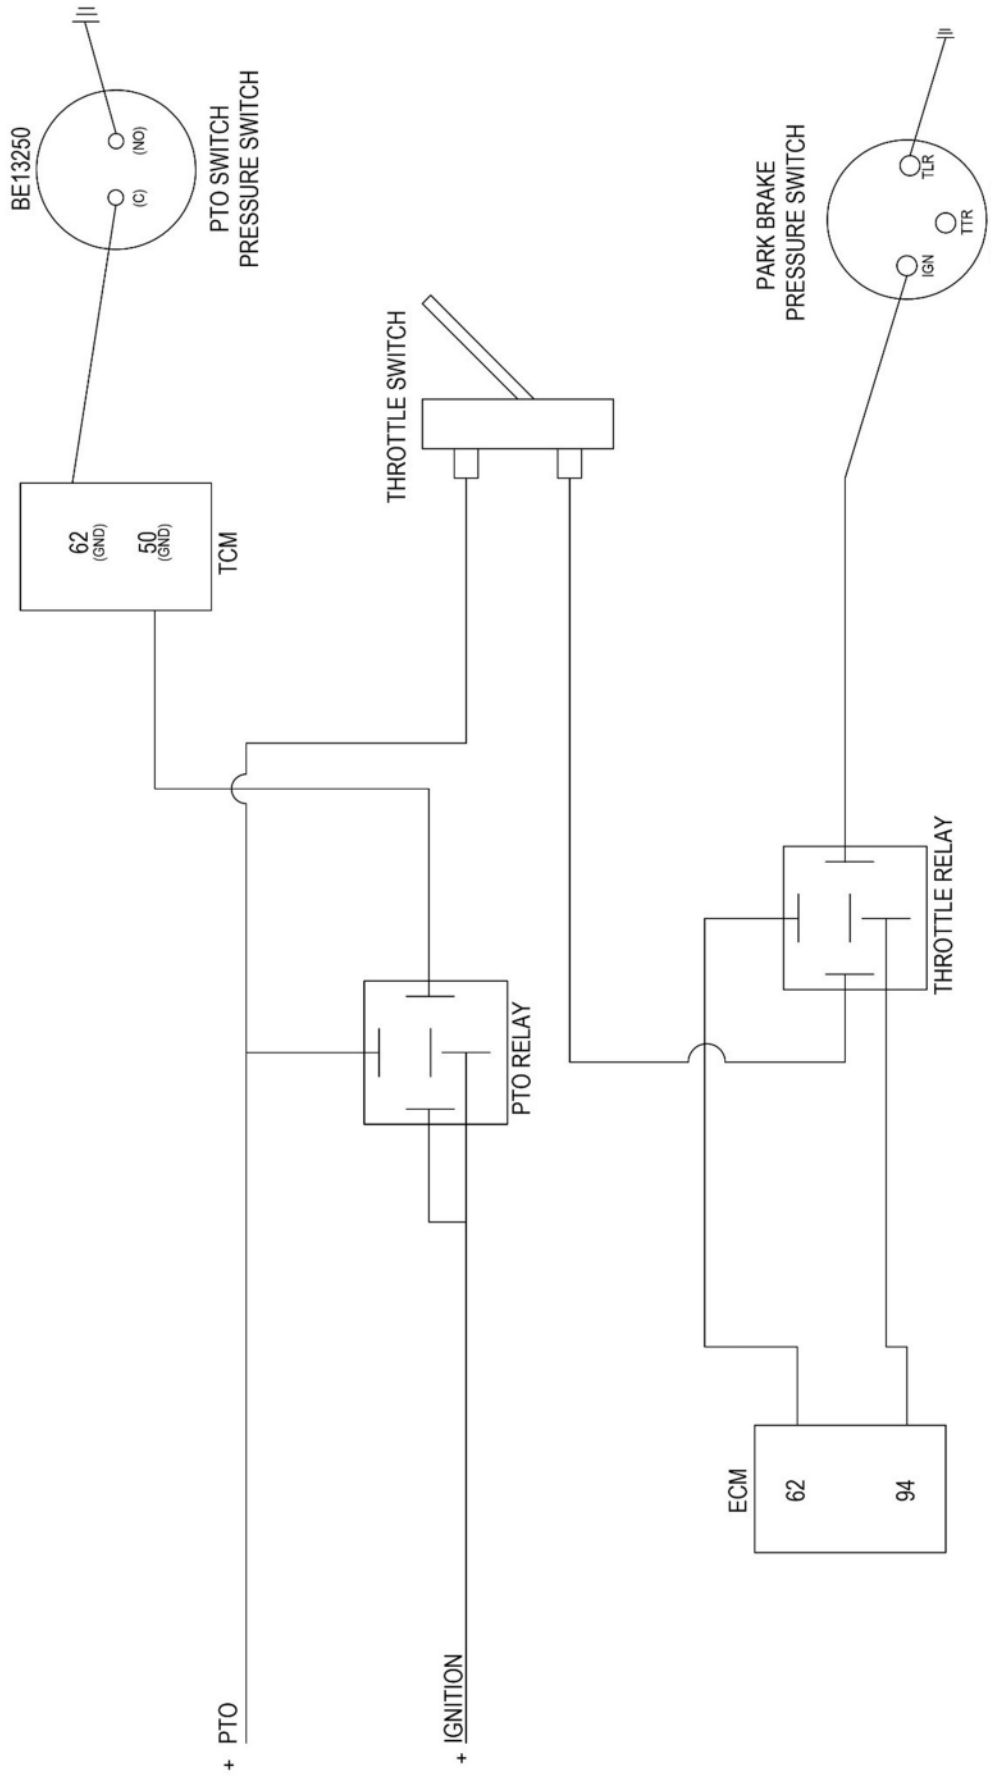 BE13250
(C)
(NO)
PTO SWITCH
PRESSURE SWITCH
62
(GND)
50
(GND)
TCM
THROTTLE SWITCH
PARK BRAKE
PRESSURE SWITCH
IGN
TTR
TLR
+ PTO
+ IGNITION
PTO RELAY
THROTTLE RELAY
ECM
62
94